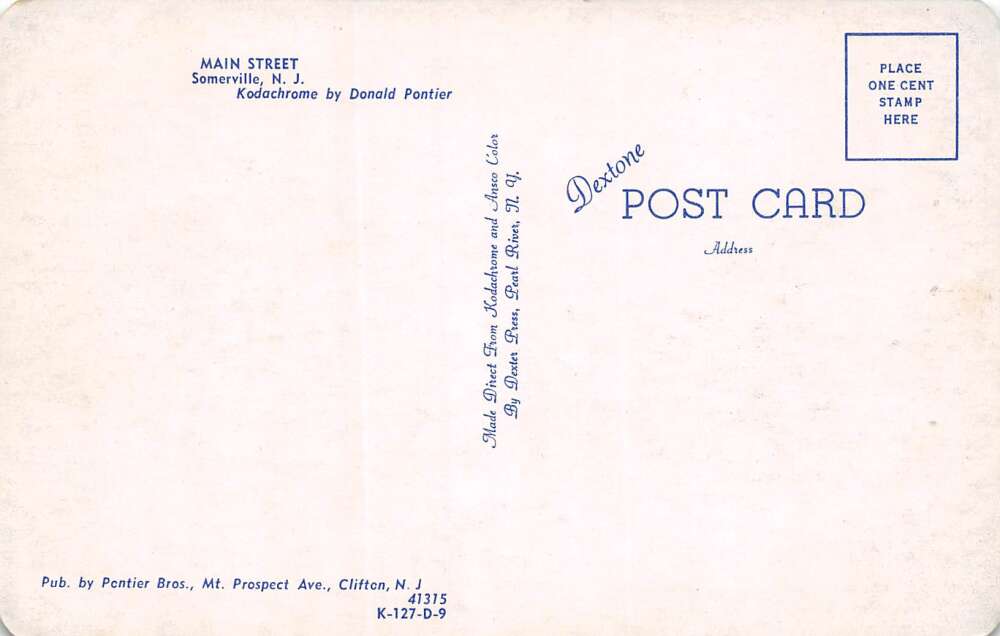 MAIN STREET
Somerville, N. J.
Kodachrome by Donald Pontier
PLACE
ONE CENT
STAMP
HERE
Dextone
POST CARD
Address
Made Direct From Kodachrome and Ansco Color
By Dexter Press, Pearl River, N. Y.
Pub. by Pontier Bros., Mt. Prospect Ave., Clifton, N. J
41315
K-127-D-9